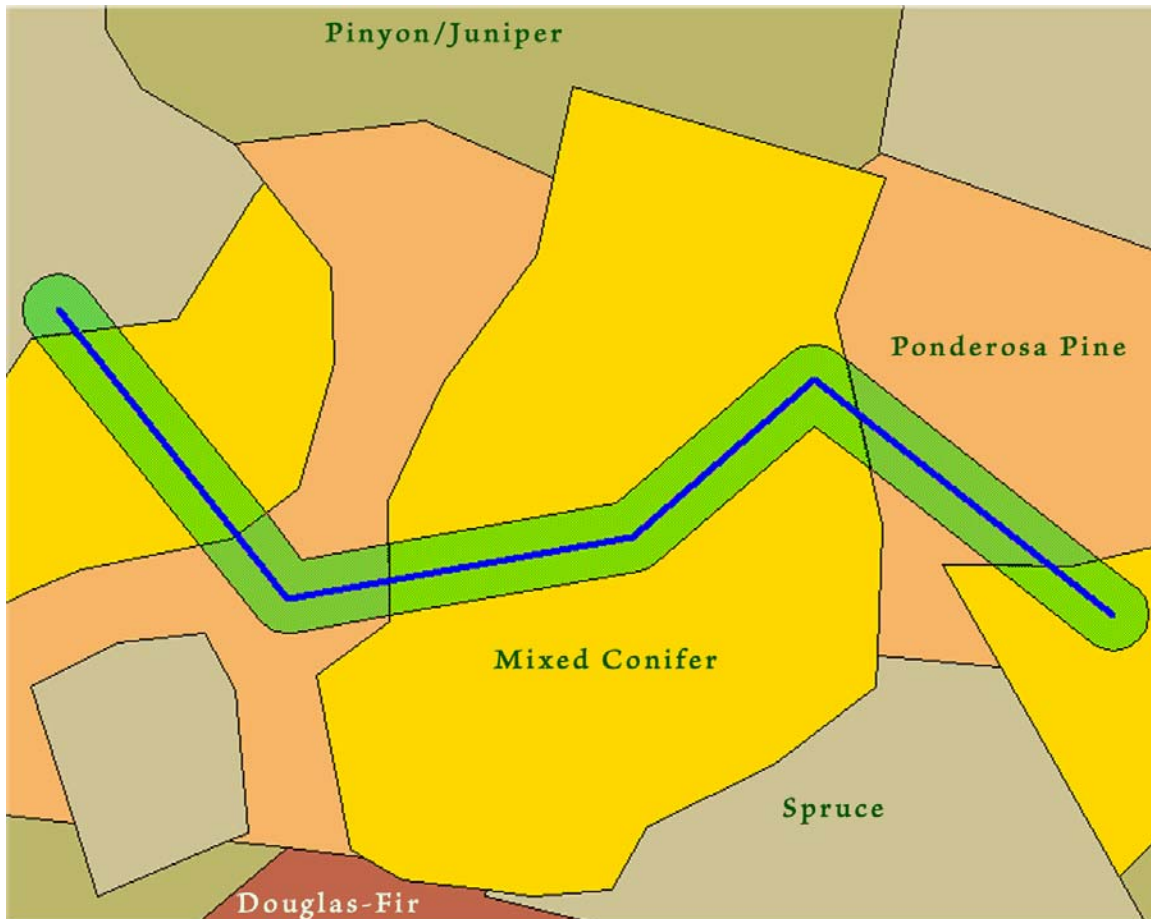 Pinyon/Juniper
Ponderosa Pine
Mixed Conifer
Spruce
Douglas-Fir